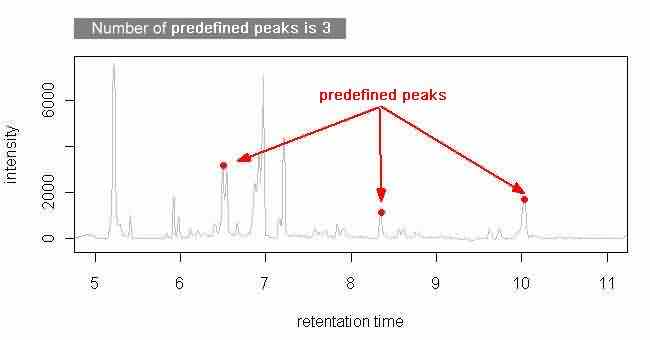 Number of predefined peaks is 3
predefined peaks
intensity
6000
2000
0
5 6 7 8 9 10 11
retentation time